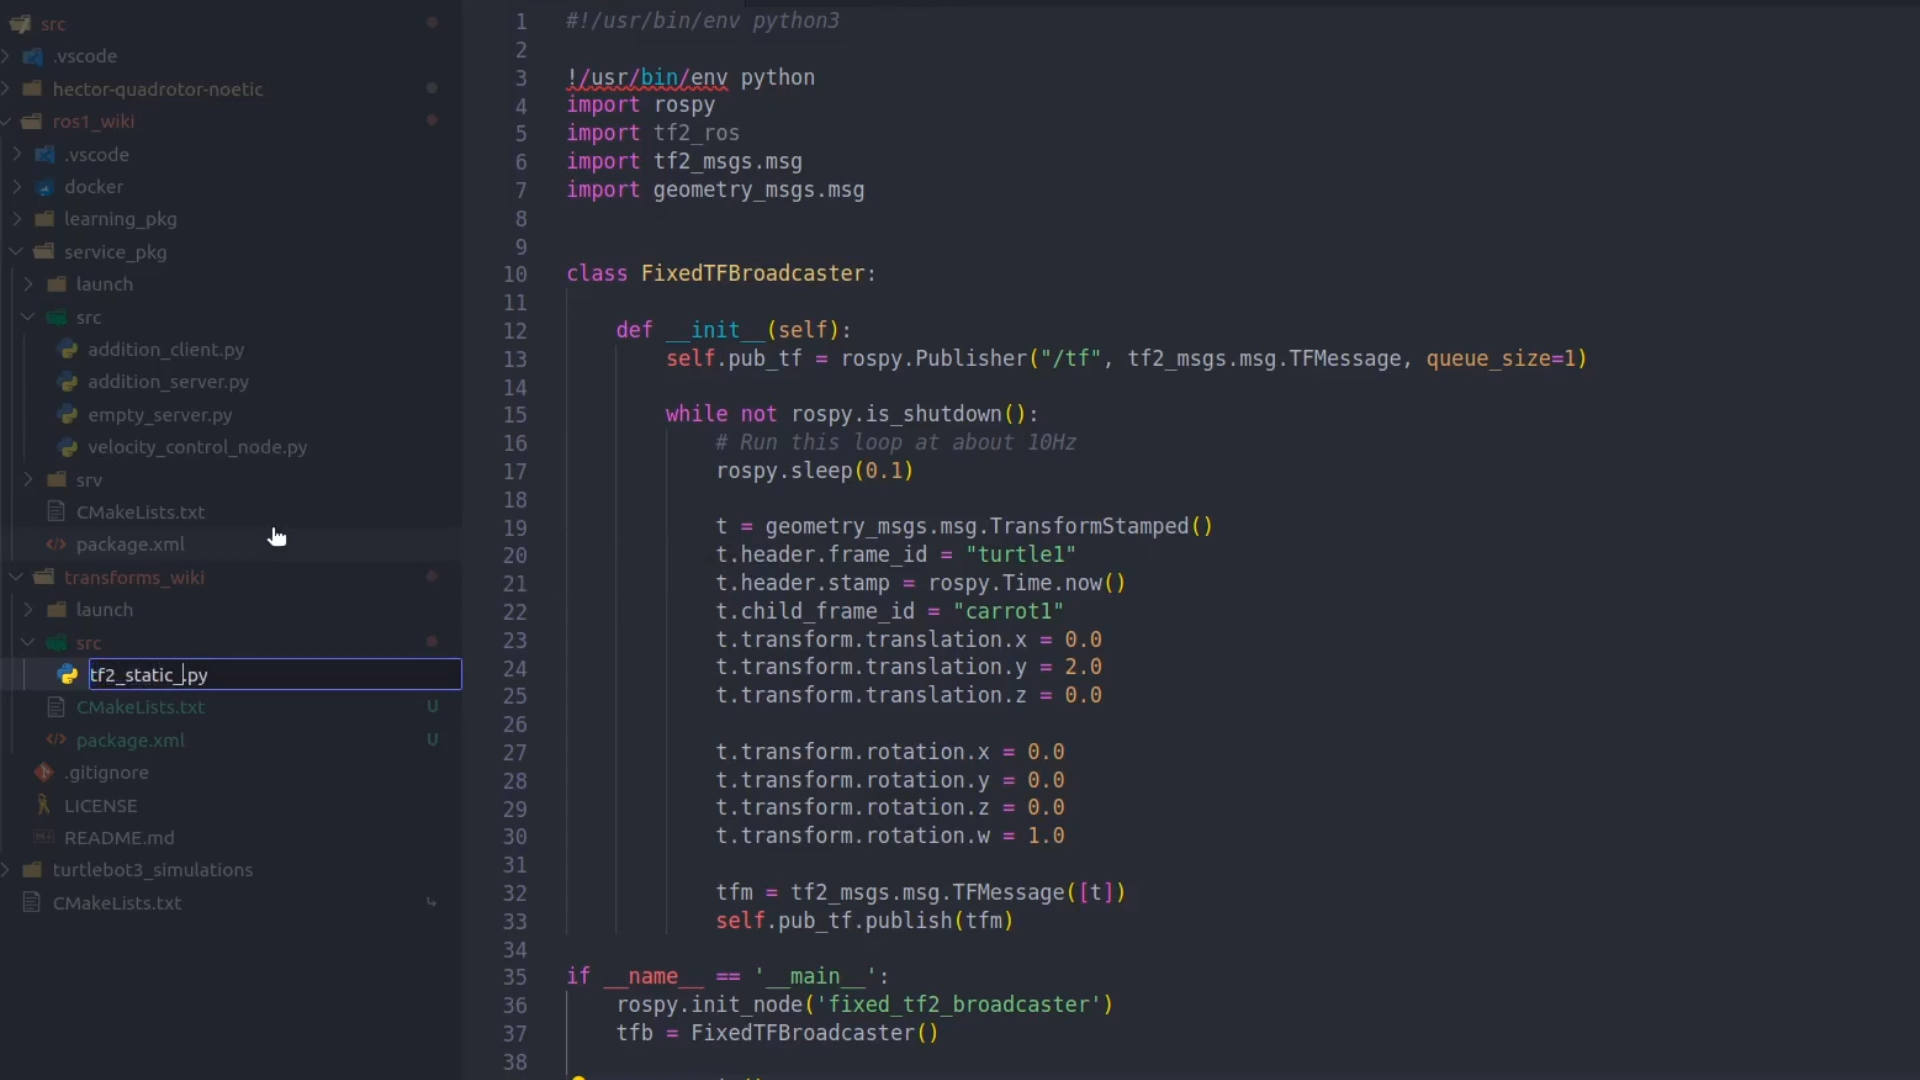 src
.vscode
hector-quadrotor-noetic
ros1_wiki
.vscode
docker
learning_pkg
service_pkg
launch
src
addition_client.py
addition_server.py
empty_server.py
velocity_control_node.py
srv
CMakeLists.txt
package.xml
transforms_wiki
launch
src
tf2_static_.py
CMakeLists.txt U
package.xml U
.gitignore
LICENSE
README.md
turtlebot3_simulations
CMakeLists.txt
1 #!/usr/bin/env python3
2
3 !/usr/bin/env python
4 import rospy
5 import tf2_ros
6 import tf2_msgs.msg
7 import geometry_msgs.msg
8
9
10 class FixedTFBroadcaster:
11
12 def __init__(self):
13 self.pub_tf = rospy.Publisher("/tf", tf2_msgs.msg.TFMessage, queue_size=1)
14
15 while not rospy.is_shutdown():
16 # Run this loop at about 10Hz
17 rospy.sleep(0.1)
18
19 t = geometry_msgs.msg.TransformStamped()
20 t.header.frame_id = "turtle1"
21 t.header.stamp = rospy.Time.now()
22 t.child_frame_id = "carrot1"
23 t.transform.translation.x = 0.0
24 t.transform.translation.y = 2.0
25 t.transform.translation.z = 0.0
26
27 t.transform.rotation.x = 0.0
28 t.transform.rotation.y = 0.0
29 t.transform.rotation.z = 0.0
30 t.transform.rotation.w = 1.0
31
32 tfm = tf2_msgs.msg.TFMessage([t])
33 self.pub_tf.publish(tfm)
34
35 if __name__ == '__main__':
36 rospy.init_node('fixed_tf2_broadcaster')
37 tfb = FixedTFBroadcaster()
38